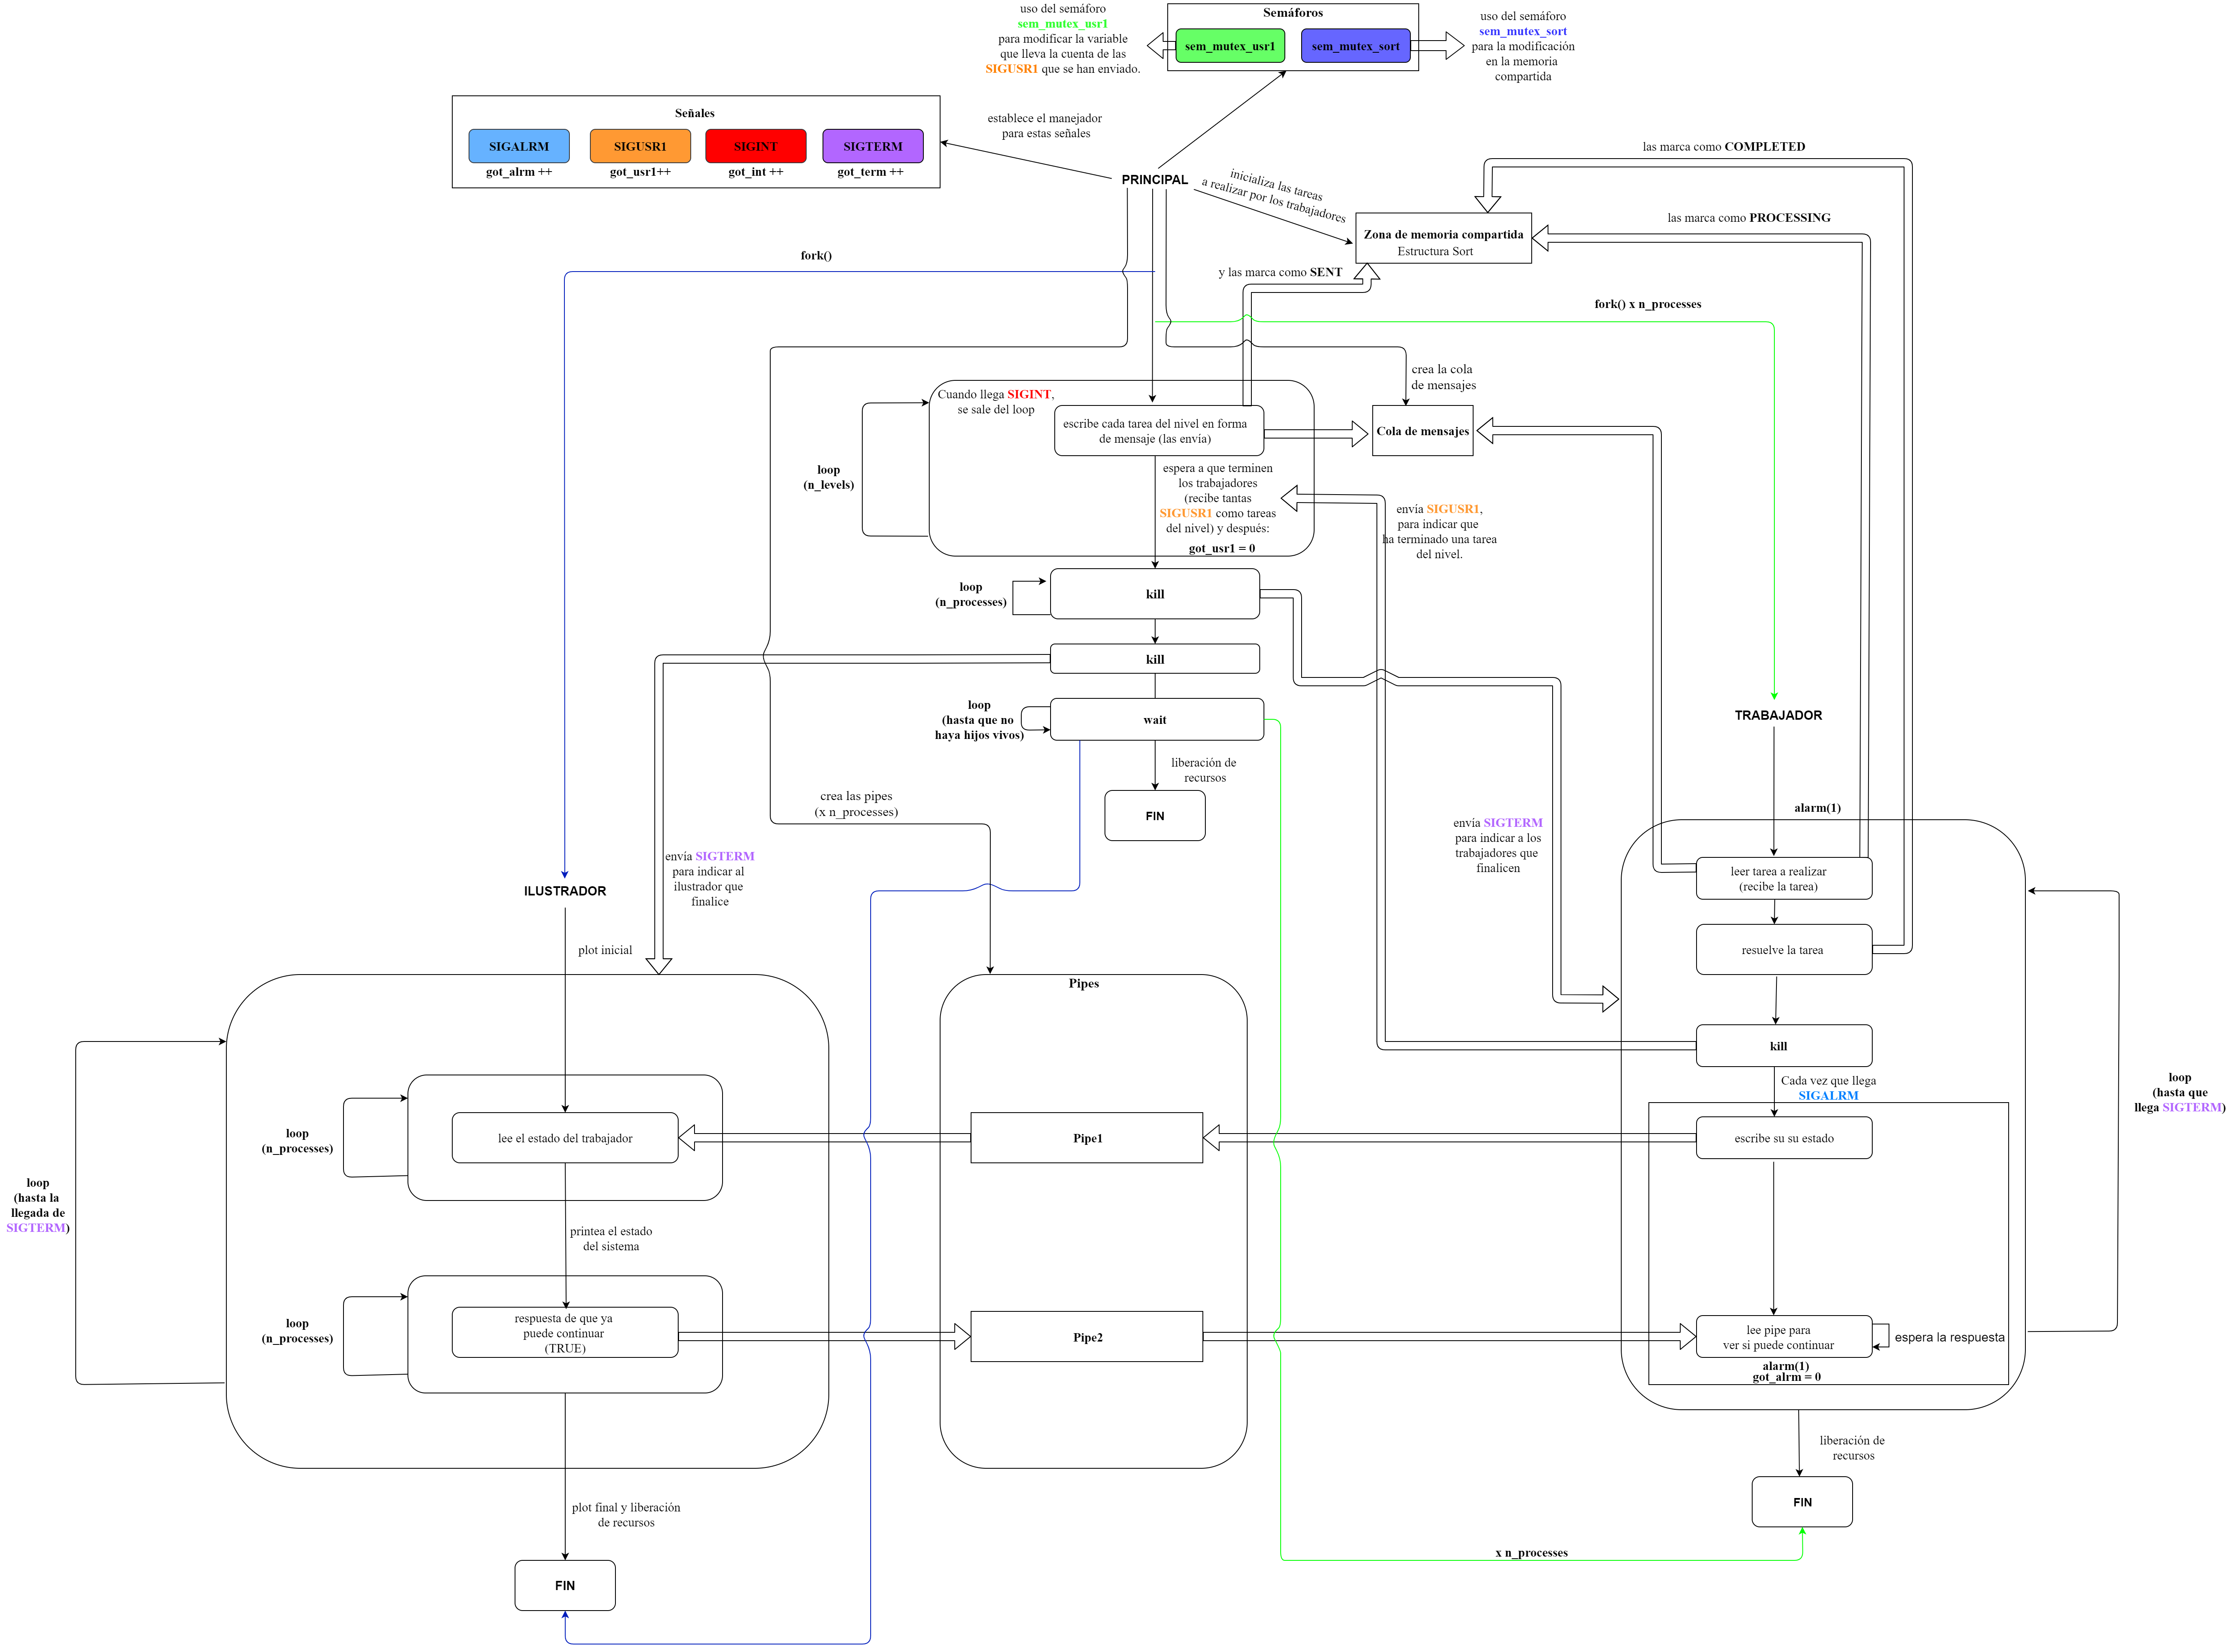 uso del semáforo
sem_mutex_usr1
para modificar la variable
que lleva la cuenta de las
SIGUSR1 que se han enviado.
Semáforos
sem_mutex_usr1
sem_mutex_sort
uso del semáforo
sem_mutex_sort
para la modificación
en la memoria
compartida
Señales
SIGALRM
SIGUSR1
SIGINT
SIGTERM
got_alrm ++
got_usr1++
got_int ++
got_term ++
establece el manejador
para estas señales
PRINCIPAL
inicializa las tareas
a realizar por los trabajadores
las marca como COMPLETED
las marca como PROCESSING
Zona de memoria compartida
Estructura Sort
fork()
y las marca como SENT
fork() x n_processes
crea la cola
de mensajes
Cuando llega SIGINT,
se sale del loop
escribe cada tarea del nivel en forma
de mensaje (las envía)
Cola de mensajes
loop
(n_levels)
espera a que terminen
los trabajadores
(recibe tantas
SIGUSR1 como tareas
del nivel) y después:
got_usr1 = 0
envía SIGUSR1,
para indicar que
ha terminado una tarea
del nivel.
loop
(n_processes)
kill
kill
loop
(hasta que no
haya hijos vivos)
wait
TRABAJADOR
liberación de
recursos
FIN
crea las pipes
(x n_processes)
alarm(1)
envía SIGTERM
para indicar al
ilustrador que
finalice
envía SIGTERM
para indicar a los
trabajadores que
finalicen
ILUSTRADOR
leer tarea a realizar
(recibe la tarea)
plot inicial
resuelve la tarea
Pipes
kill
Cada vez que llega
SIGALRM
loop
(hasta que
llega SIGTERM)
loop
(n_processes)
lee el estado del trabajador
Pipe1
escribe su su estado
loop
(hasta la
llegada de
SIGTERM)
printea el estado
del sistema
loop
(n_processes)
respuesta de que ya
puede continuar
(TRUE)
Pipe2
lee pipe para
ver si puede continuar
espera la respuesta
alarm(1)
got_alrm = 0
liberación de
recursos
FIN
plot final y liberación
de recursos
x n_processes
FIN